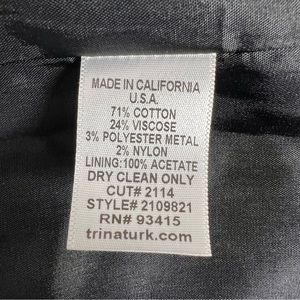 MADE IN CALIFORNIA
U.S.A.
71% COTTON
24% VISCOSE
3% POLYESTER METAL
2% NYLON
LINING:100% ACETATE
DRY CLEAN ONLY
CUT# 2114
STYLE# 2109821
RN# 93415
trinaturk.com